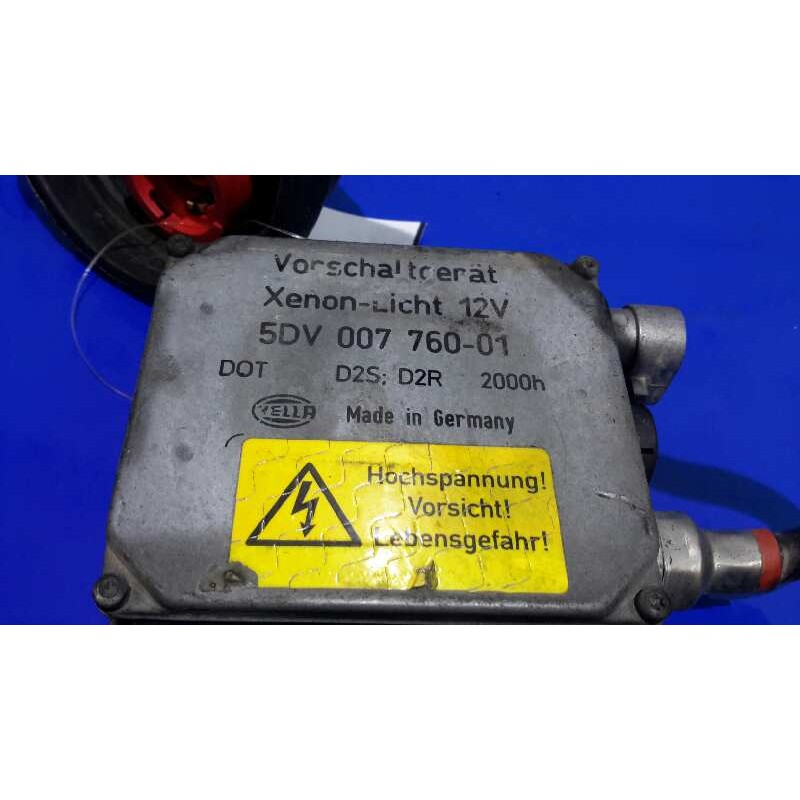 Vorschaltgerät
Xenon-Licht 12V
5DV 007 760-01
DOT D2S; D2R 2000h
HELLA Made in Germany
Hochspannung!
Vorsicht!
Lebensgefahr!